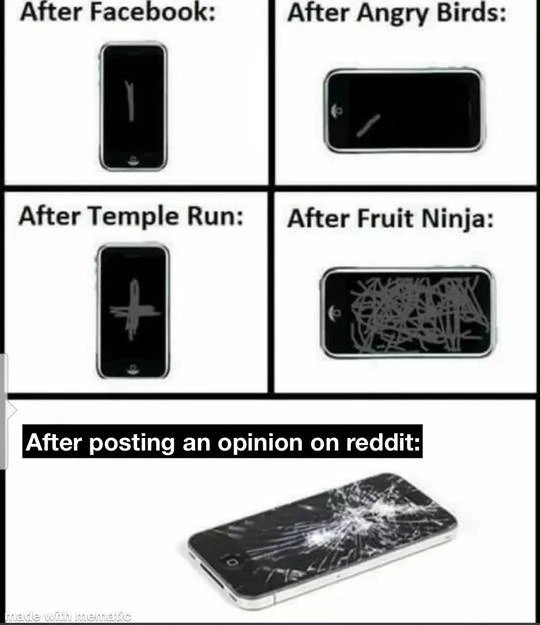 After Facebook:
After Angry Birds:
After Temple Run:
After Fruit Ninja:
After posting an opinion on reddit:
made with mematic